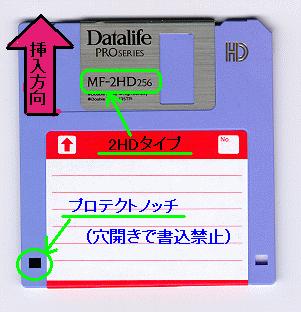 挿入方向
Datalife
PRO SERIES
HD
MF-2HD256
2HDタイプ
No.
プロテクトノッチ
(穴開きで書込禁止)